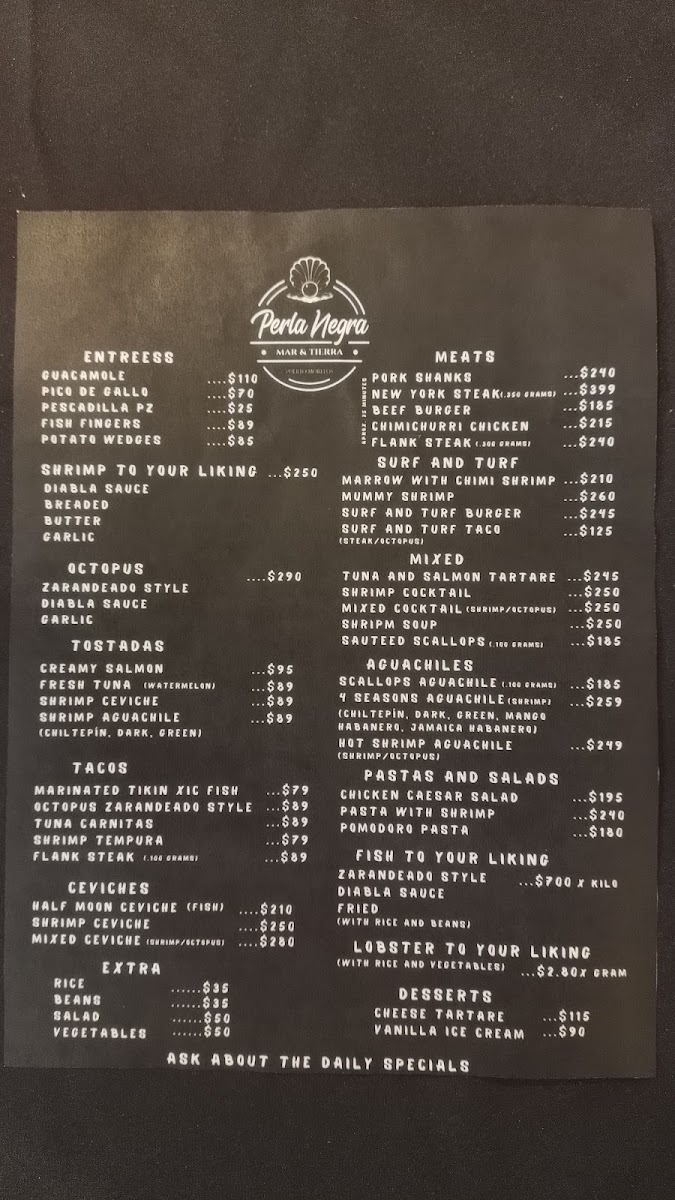 Perla Negra
MAR & TIERRA
PUERTO MORELOS
ENTREESS
GUACAMOLE ....$110
PICO DE GALLO ....$70
PESCADILLA PZ ....$25
FISH FINGERS ....$89
POTATO WEDGES ....$85
SHRIMP TO YOUR LIKING ...$250
DIABLA SAUCE
BREADED
BUTTER
GARLIC
OCTOPUS ....$290
ZARANDEADO STYLE
DIABLA SAUCE
GARLIC
TOSTADAS
CREAMY SALMON ...$95
FRESH TUNA (WATERMELON) ...$89
SHRIMP CEVICHE ...$89
SHRIMP AGUACHILE ...$89
(CHILTEPÍN, DARK, GREEN)
TACOS
MARINATED TIKIN XIC FISH ...$79
OCTOPUS ZARANDEADO STYLE ...$89
TUNA CARNITAS ...$89
SHRIMP TEMPURA ...$79
FLANK STEAK (.100 GRAMS) ...$89
CEVICHES
HALF MOON CEVICHE (FISH) ....$210
SHRIMP CEVICHE ....$250
MIXED CEVICHE (SHRIMP/OCTOPUS) ....$280
EXTRA
RICE ......$35
BEANS ......$35
SALAD ......$50
VEGETABLES ......$50
MEATS
APROX 35 MINUTES
PORK SHANKS ...$240
NEW YORK STEAK(.350 GRAMS) ...$399
BEEF BURGER ...$185
CHIMICHURRI CHICKEN ...$215
FLANK STEAK (.300 GRAMS) ...$240
SURF AND TURF
MARROW WITH CHIMI SHRIMP ...$210
MUMMY SHRIMP ...$260
SURF AND TURF BURGER ...$245
SURF AND TURF TACO ...$125
(STEAK/OCTOPUS)
MIXED
TUNA AND SALMON TARTARE ...$245
SHRIMP COCKTAIL ...$250
MIXED COCKTAIL (SHRIMP/OCTOPUS) ...$250
SHRIPM SOUP ...$250
SAUTEED SCALLOPS (.100 GRAMS) ...$185
AGUACHILES
SCALLOPS AGUACHILE (.100 GRAMS) ...$185
4 SEASONS AGUACHILE (SHRIMP) ...$259
(CHILTEPÍN, DARK, GREEN, MANGO
HABANERO, JAMAICA HABANERO)
HOT SHRIMP AGUACHILE ...$249
(SHRIMP/OCTOPUS)
PASTAS AND SALADS
CHICKEN CAESAR SALAD ...$195
PASTA WITH SHRIMP ...$240
POMODORO PASTA ...$180
FISH TO YOUR LIKING
ZARANDEADO STYLE ...$700 X KILO
DIABLA SAUCE
FRIED
(WITH RICE AND BEANS)
LOBSTER TO YOUR LIKING
(WITH RICE AND VEGETABLES) ...$2.80X GRAM
DESSERTS
CHEESE TARTARE ...$115
VANILLA ICE CREAM ...$90
ASK ABOUT THE DAILY SPECIALS